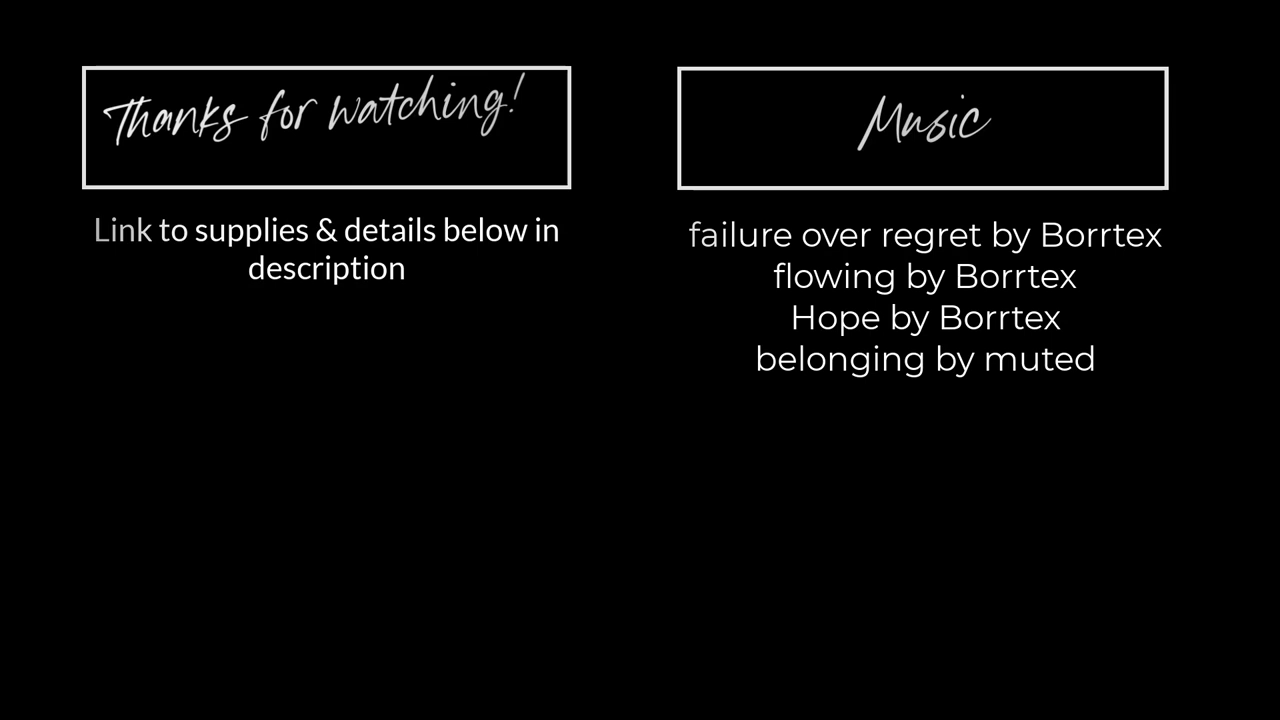 Thanks for watching!
Link to supplies & details below in
description
Music
failure over regret by Borrtex
flowing by Borrtex
Hope by Borrtex
belonging by muted